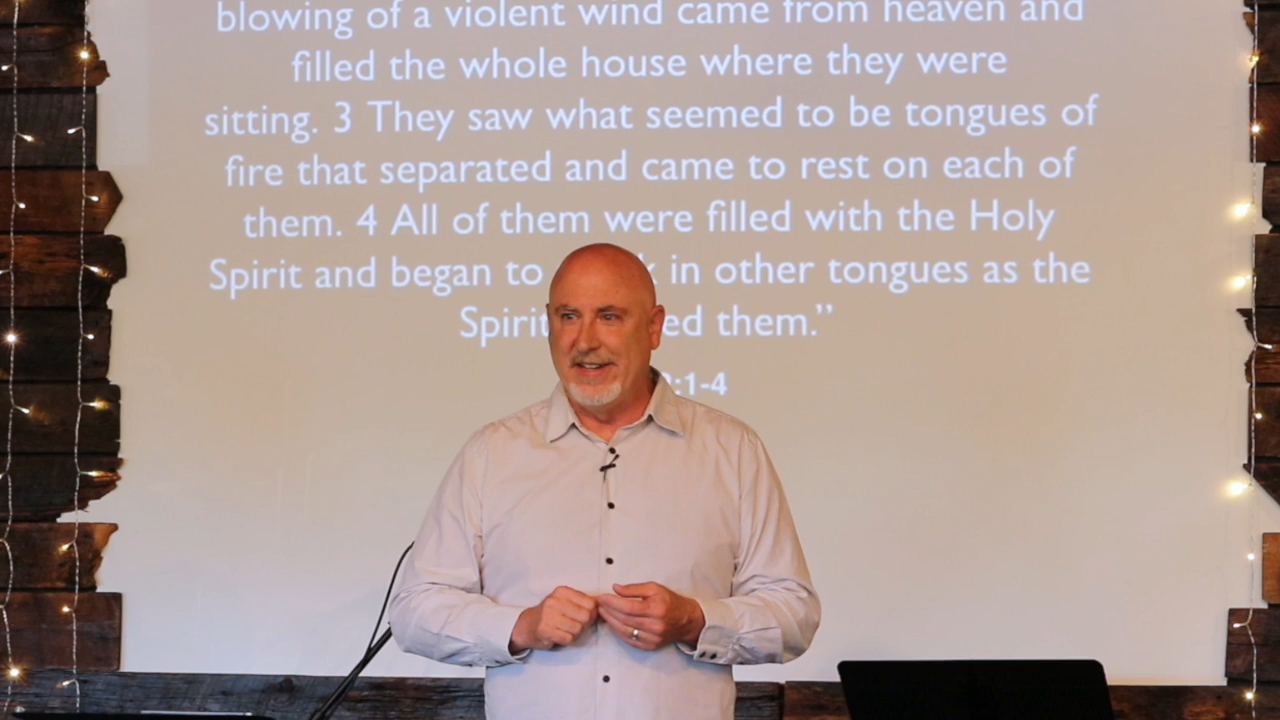 blowing of a violent wind came from heaven and
filled the whole house where they were
sitting. 3 They saw what seemed to be tongues of
fire that separated and came to rest on each of
them. 4 All of them were filled with the Holy
Spirit and began to in other tongues as the
Spirit them.”
2:1-4